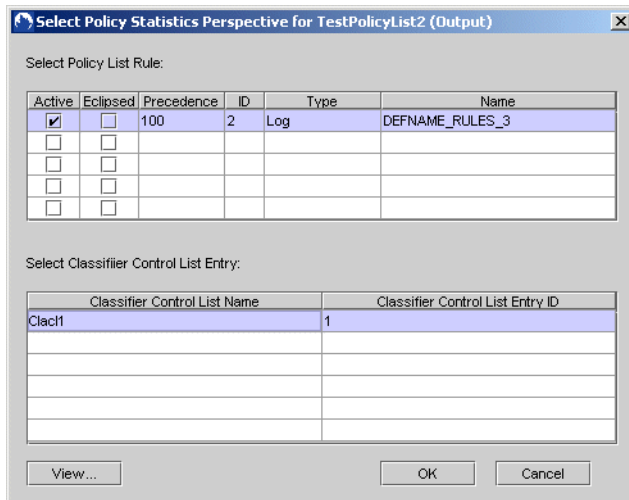 Select Policy Statistics Perspective for TestPolicyList2 (Output)
Select Policy List Rule:
Active Eclipsed Precedence ID Type Name
100 2 Log DEFNAME_RULES_3
Select Classifiier Control List Entry:
Classifier Control List Name Classifier Control List Entry ID
Clacl1 1
View... OK Cancel